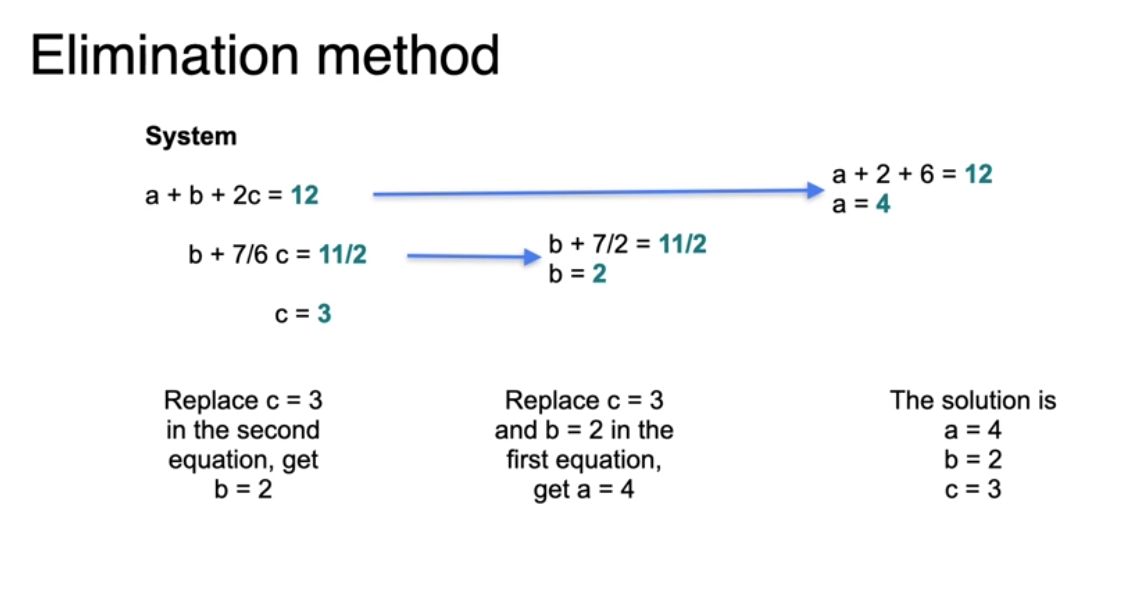 Elimination method
System
a + b + 2c = 12
a + 2 + 6 = 12
a = 4
b + 7/6 c = 11/2
b + 7/2 = 11/2
b = 2
c = 3
Replace c = 3
in the second
equation, get
b = 2
Replace c = 3
and b = 2 in the
first equation,
get a = 4
The solution is
a = 4
b = 2
c = 3